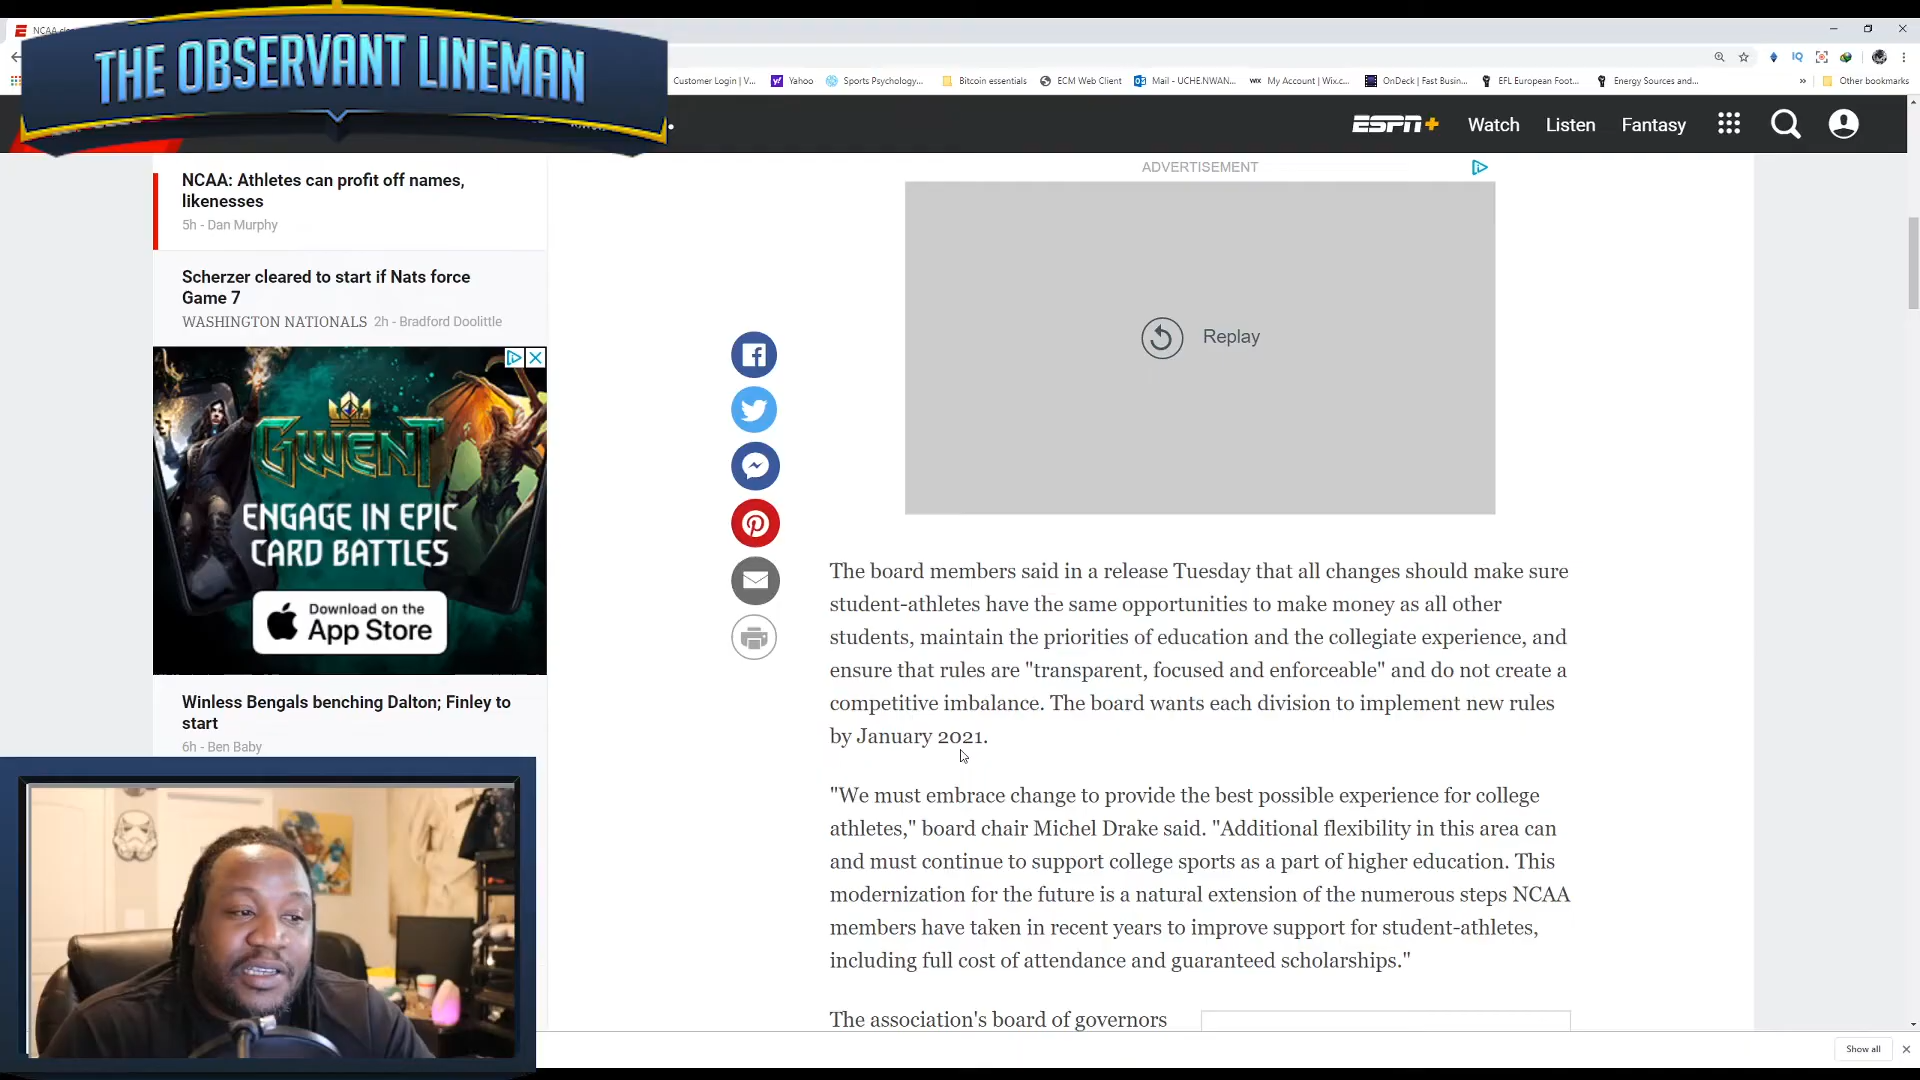 THE OBSERVANT LINEMAN
Customer Login | V...
Yahoo
Sports Psychology...
Bitcoin essentials
ECM Web Client
Mail - UCHE.NWAN...
WIX
My Account | Wix.c...
OnDeck | Fast Busin...
EFL European Foot...
Energy Sources and...
»
Other bookmarks
IQ
ESPN+
Watch
Listen
Fantasy
NCAA: Athletes can profit off names,
likenesses
5h - Dan Murphy
Scherzer cleared to start if Nats force
Game 7
WASHINGTON NATIONALS 2h - Bradford Doolittle
GWENT
ENGAGE IN EPIC
CARD BATTLES
Download on the
App Store
Winless Bengals benching Dalton; Finley to
start
6h - Ben Baby
ADVERTISEMENT
Replay
The board members said in a release Tuesday that all changes should make sure
student-athletes have the same opportunities to make money as all other
students, maintain the priorities of education and the collegiate experience, and
ensure that rules are "transparent, focused and enforceable" and do not create a
competitive imbalance. The board wants each division to implement new rules
by January 2021.
"We must embrace change to provide the best possible experience for college
athletes," board chair Michel Drake said. "Additional flexibility in this area can
and must continue to support college sports as a part of higher education. This
modernization for the future is a natural extension of the numerous steps NCAA
members have taken in recent years to improve support for student-athletes,
including full cost of attendance and guaranteed scholarships."
The association's board of governors
Show all